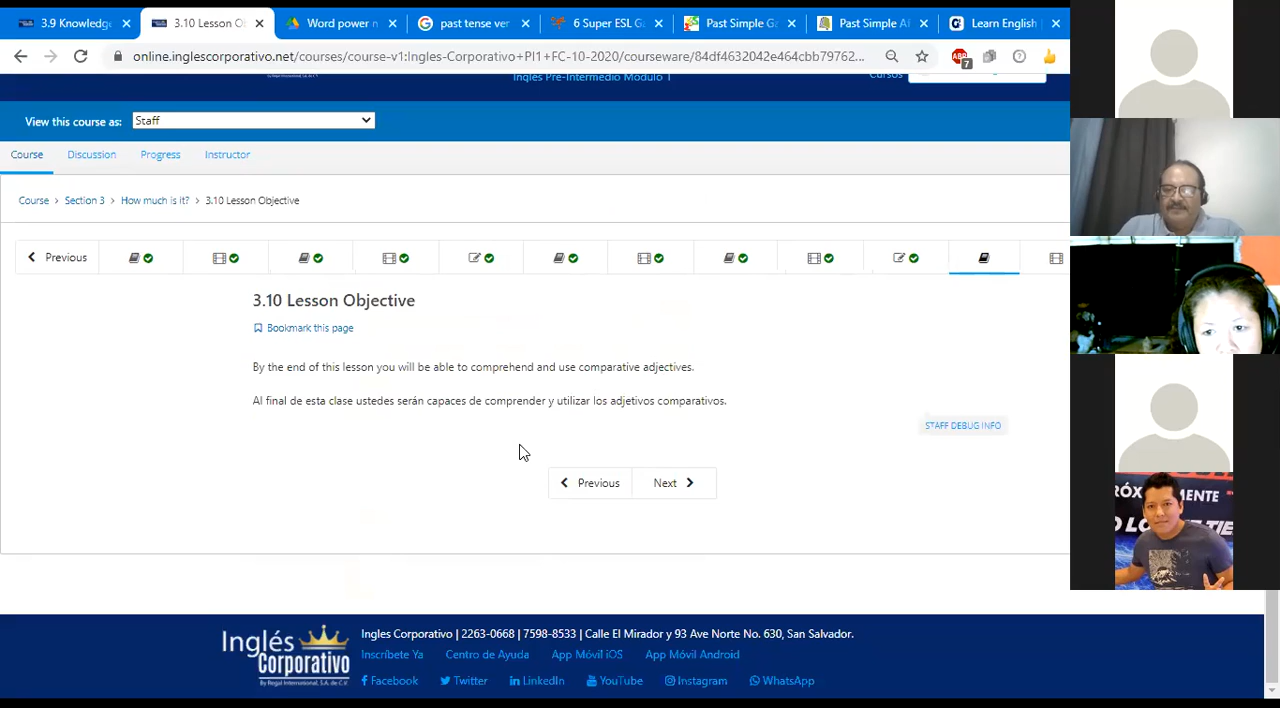 3.9 Knowledge
3.10 Lesson O
Word power
past tense ver
6 Super ESL Ga
Past Simple Ga
Past Simple Af
Learn English
online.inglescorporativo.net/courses/course-v1:Ingles-Corporativo+PI1+FC-10-2020/courseware/84df4632042e464cbb79762...
7
Inglés Pre-Intermedio Modulo 1
Cursos
View this course as: Staff
Course Discussion Progress Instructor
Course > Section 3 > How much is it? > 3.10 Lesson Objective
Previous
3.10 Lesson Objective
Bookmark this page
By the end of this lesson you will be able to comprehend and use comparative adjectives.
Al final de esta clase ustedes serán capaces de comprender y utilizar los adjetivos comparativos.
STAFF DEBUG INFO
Previous Next
Inglés Corporativo
By Regal International, S.A. de C.V.
Ingles Corporativo | 2263-0668 | 7598-8533 | Calle El Mirador y 93 Ave Norte No. 630, San Salvador.
Inscríbete Ya Centro de Ayuda App Móvil iOS App Móvil Android
Facebook Twitter LinkedIn YouTube Instagram WhatsApp